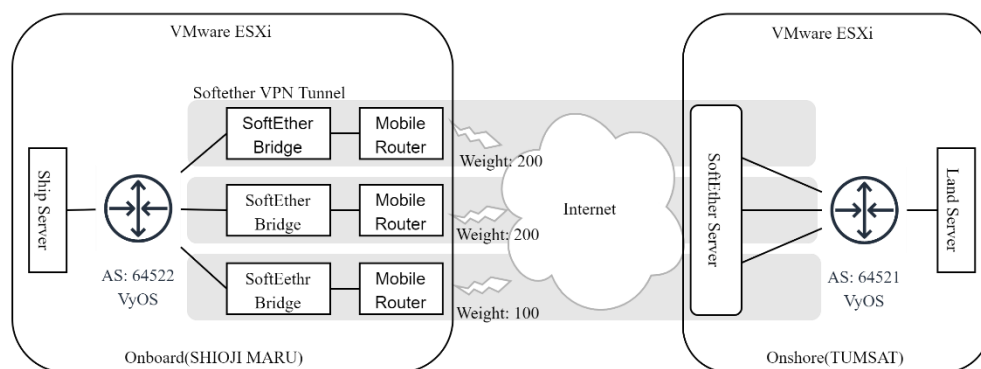 VMware ESXi
VMware ESXi
Softether VPN Tunnel
SoftEther
Bridge
Mobile
Router
Weight: 200
SoftEther
Bridge
Mobile
Router
Weight: 200
SoftEethr
Bridge
Mobile
Router
Weight: 100
Ship Server
AS: 64522
VyOS
Internet
SoftEther Server
AS: 64521
VyOS
Land Server
Onboard(SHIOJI MARU)
Onshore(TUMSAT)